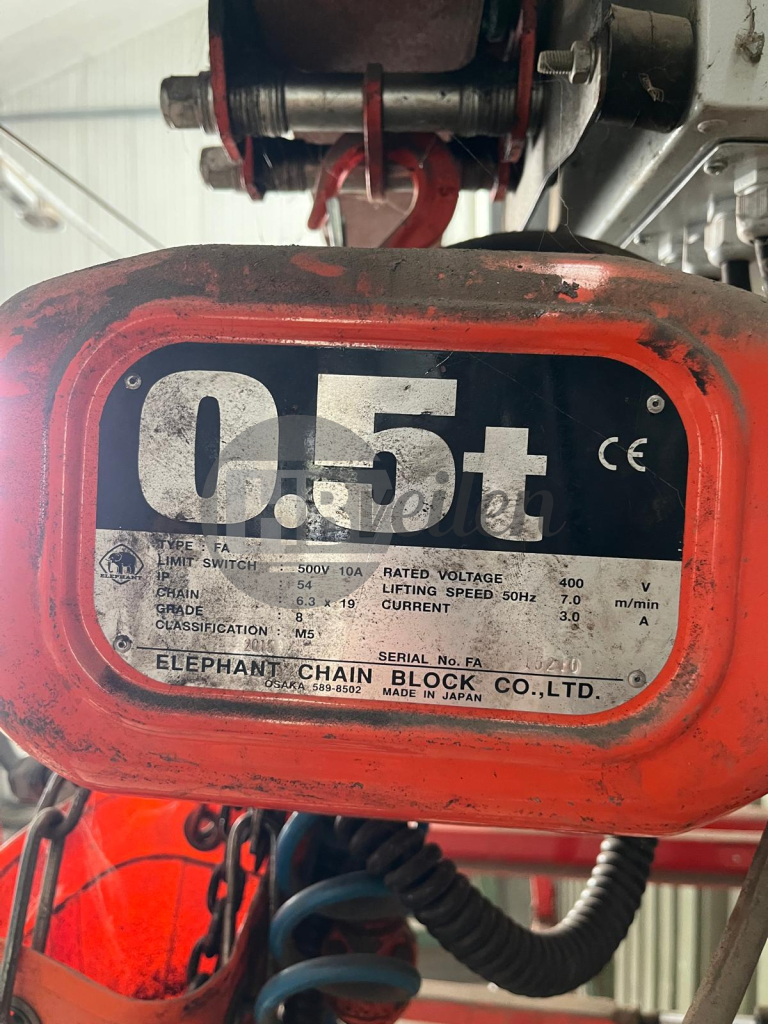 0.5t
CE
ELEPHANT
TYPE : FA
LIMIT SWITCH : 500V 10A
IP : 54
CHAIN : 6.3 x 19
GRADE : 8
CLASSIFICATION : M5
RATED VOLTAGE 400 V
LIFTING SPEED 50Hz 7.0 m/min
CURRENT 3.0 A
2015
SERIAL No. FA
ELEPHANT CHAIN BLOCK CO.,LTD.
OSAKA 589-8502 MADE IN JAPAN
veilen